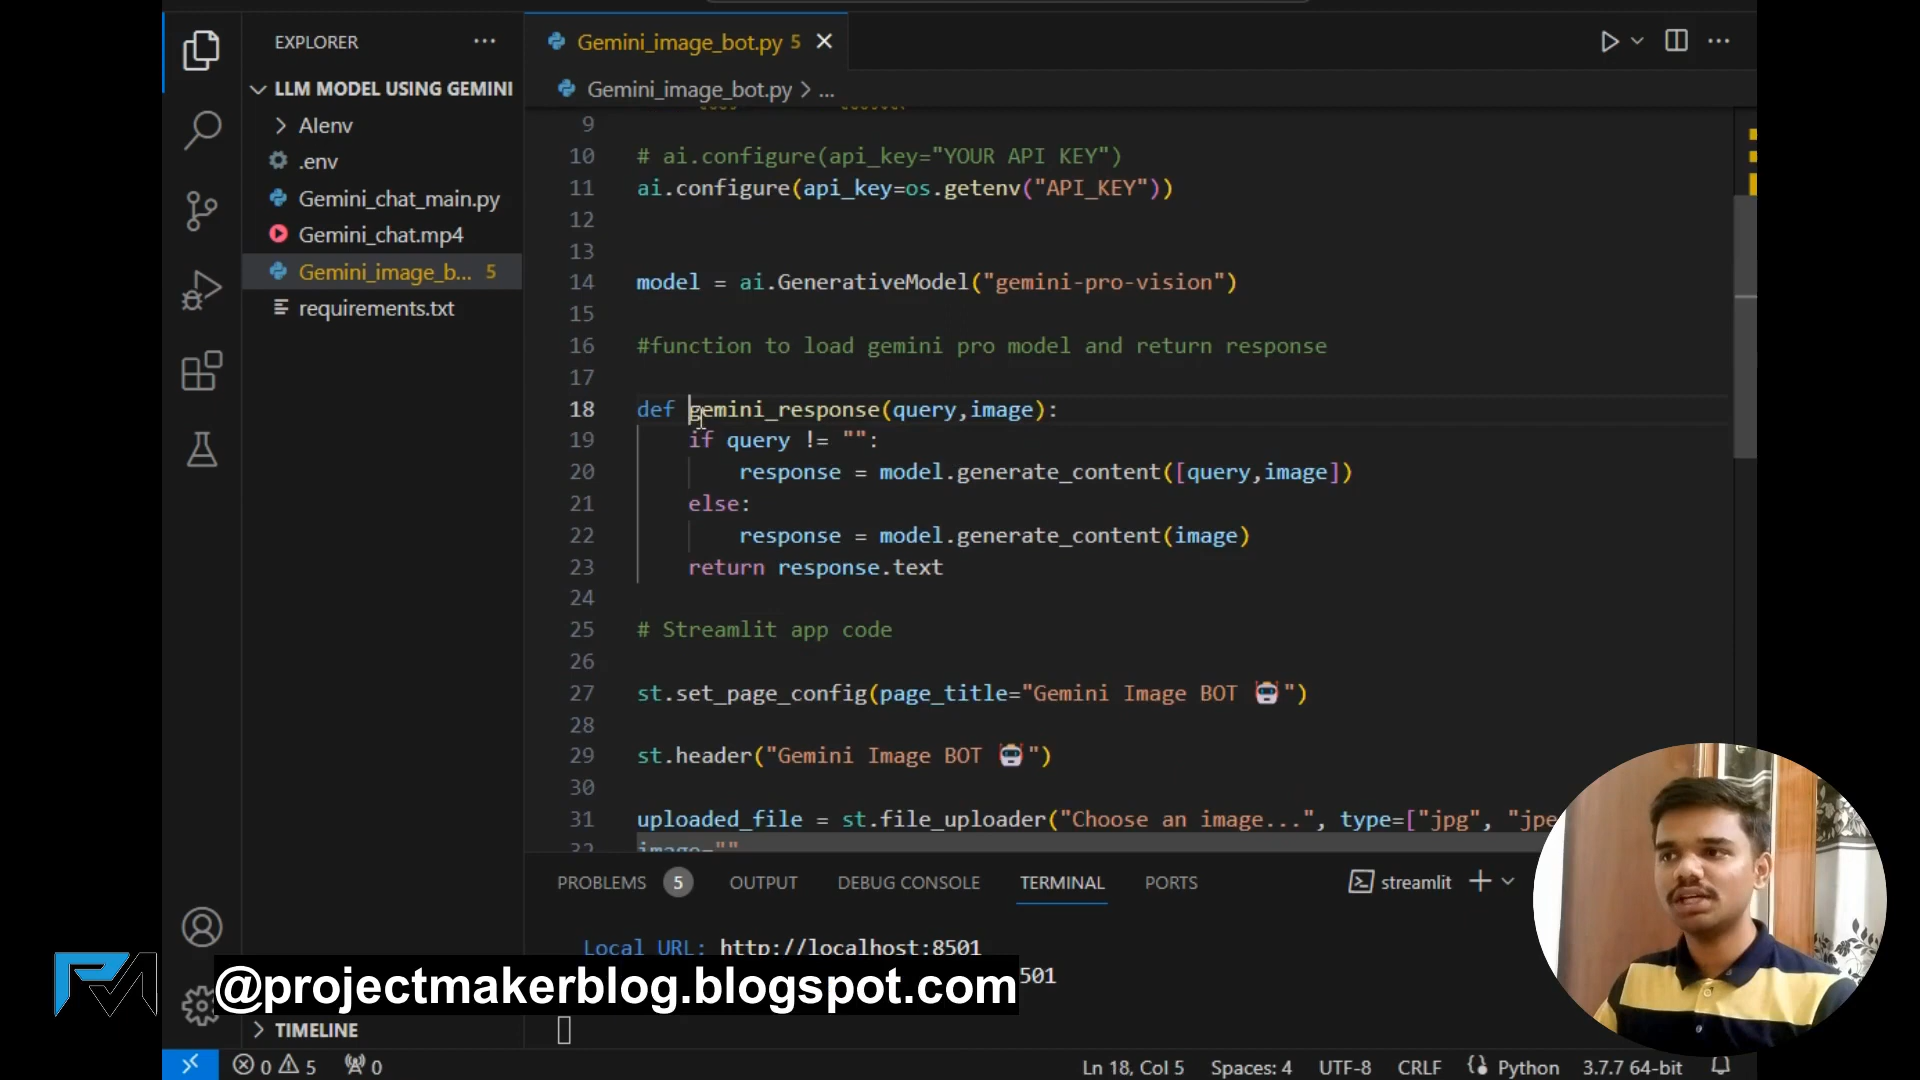 EXPLORER
LLM MODEL USING GEMINI
AIenv
.env
Gemini_chat_main.py
Gemini_chat.mp4
Gemini_image_b... 5
requirements.txt
TIMELINE
Gemini_image_bot.py 5
Gemini_image_bot.py > ...
9
10 # ai.configure(api_key="YOUR API KEY")
11 ai.configure(api_key=os.getenv("API_KEY"))
12
13
14 model = ai.GenerativeModel("gemini-pro-vision")
15
16 #function to load gemini pro model and return response
17
18 def gemini_response(query,image):
19 if query != "":
20 response = model.generate_content([query,image])
21 else:
22 response = model.generate_content(image)
23 return response.text
24
25 # Streamlit app code
26
27 st.set_page_config(page_title="Gemini Image BOT 🤖")
28
29 st.header("Gemini Image BOT 🤖")
30
31 uploaded_file = st.file_uploader("Choose an image...", type=["jpg", "jpe
32 image=""
PROBLEMS 5 OUTPUT DEBUG CONSOLE TERMINAL PORTS streamlit
Local URL: http://localhost:8501
501
@projectmakerblog.blogspot.com
0 5 0 Ln 18, Col 5 Spaces: 4 UTF-8 CRLF Python 3.7.7 64-bit